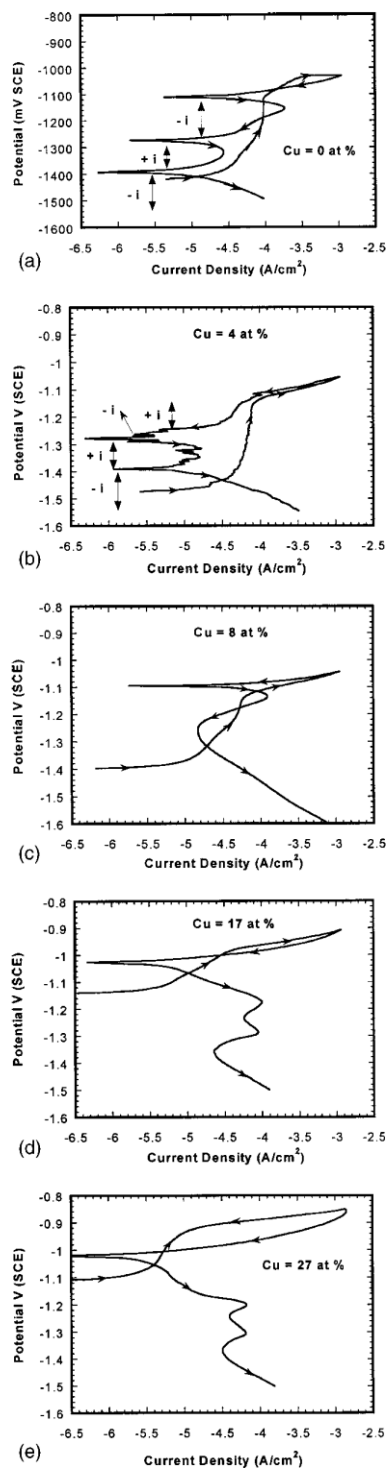 -800
-900
-1000
-1100
-1200
-1300
-1400
-1500
-1600
Potential (mV SCE)
- i
+ i
- i
Cu = 0 at %
-6.5 -6 -5.5 -5 -4.5 -4 -3.5 -3 -2.5
(a)
Current Density (A/cm²)
-0.8
-0.9
-1
-1.1
-1.2
-1.3
-1.4
-1.5
-1.6
Potential V (SCE)
Cu = 4 at %
- i
+ i
+ i
- i
-6.5 -6 -5.5 -5 -4.5 -4 -3.5 -3 -2.5
(b)
Current Density (A/cm²)
-0.8
-0.9
-1
-1.1
-1.2
-1.3
-1.4
-1.5
-1.6
Potential V (SCE)
Cu = 8 at %
-6.5 -6 -5.5 -5 -4.5 -4 -3.5 -3 -2.5
(c)
Current Density (A/cm²)
-0.8
-0.9
-1
-1.1
-1.2
-1.3
-1.4
-1.5
-1.6
Potential V (SCE)
Cu = 17 at %
-6.5 -6 -5.5 -5 -4.5 -4 -3.5 -3 -2.5
(d)
Current Density (A/cm²)
-0.8
-0.9
-1
-1.1
-1.2
-1.3
-1.4
-1.5
-1.6
Potential V (SCE)
Cu = 27 at %
-6.5 -6 -5.5 -5 -4.5 -4 -3.5 -3 -2.5
(e)
Current Density (A/cm²)